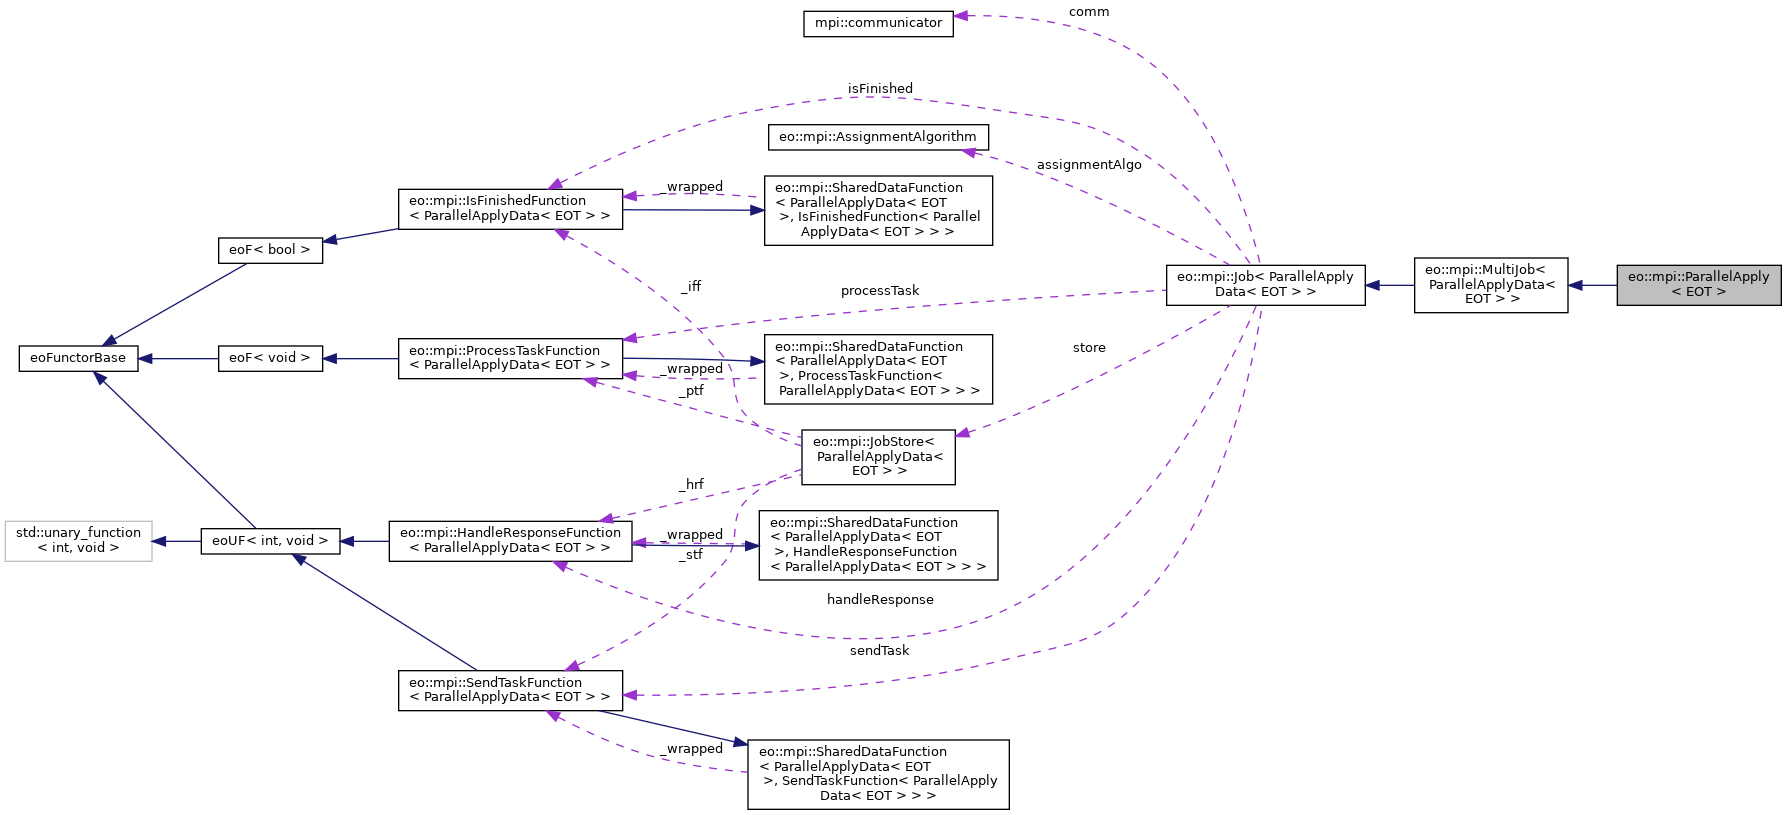 comm
mpi::communicator
isFinished
eo::mpi::AssignmentAlgorithm
assignmentAlgo
_wrapped
eo::mpi::SharedDataFunction
< ParallelApplyData< EOT
>, IsFinishedFunction< Parallel
ApplyData< EOT > > >
eo::mpi::IsFinishedFunction
< ParallelApplyData< EOT > >
eoF< bool >
_iff
processTask
eo::mpi::Job< ParallelApply
Data< EOT > >
eo::mpi::MultiJob<
ParallelApplyData<
EOT > >
eo::mpi::ParallelApply
< EOT >
eoFunctorBase
eoF< void >
eo::mpi::ProcessTaskFunction
< ParallelApplyData< EOT > >
_wrapped
_ptf
eo::mpi::SharedDataFunction
< ParallelApplyData< EOT
>, ProcessTaskFunction<
ParallelApplyData< EOT > > >
store
eo::mpi::JobStore<
ParallelApplyData<
EOT > >
_hrf
std::unary_function
< int, void >
eoUF< int, void >
eo::mpi::HandleResponseFunction
< ParallelApplyData< EOT > >
_wrapped
_stf
eo::mpi::SharedDataFunction
< ParallelApplyData< EOT
>, HandleResponseFunction
< ParallelApplyData< EOT > > >
handleResponse
sendTask
eo::mpi::SendTaskFunction
< ParallelApplyData< EOT > >
_wrapped
eo::mpi::SharedDataFunction
< ParallelApplyData< EOT
>, SendTaskFunction< ParallelApply
Data< EOT > > >